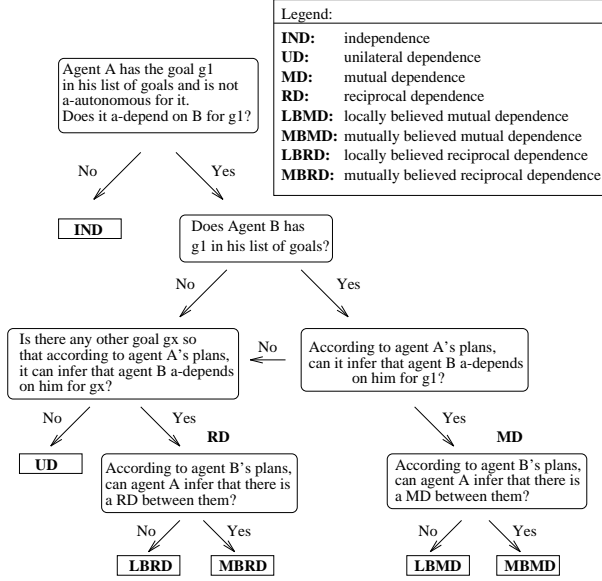 Legend:
IND: independence
UD: unilateral dependence
MD: mutual dependence
RD: reciprocal dependence
LBMD: locally believed mutual dependence
MBMD: mutually believed mutual dependence
LBRD: locally believed reciprocal dependence
MBRD: mutually believed reciprocal dependence
Agent A has the goal g1
in his list of goals and is not
a-autonomous for it.
Does it a-depend on B for g1?
No
Yes
IND
Does Agent B has
g1 in his list of goals?
No
Yes
Is there any other goal gx so
that according to agent A's plans,
it can infer that agent B a-depends
on him for gx?
No
According to agent A's plans,
can it infer that agent B a-depends
on him for g1?
No
Yes
RD
Yes
MD
UD
According to agent B's plans,
can agent A infer that there is
a RD between them?
According to agent B's plans,
can agent A infer that there is
a MD between them?
No
Yes
No
Yes
LBRD
MBRD
LBMD
MBMD